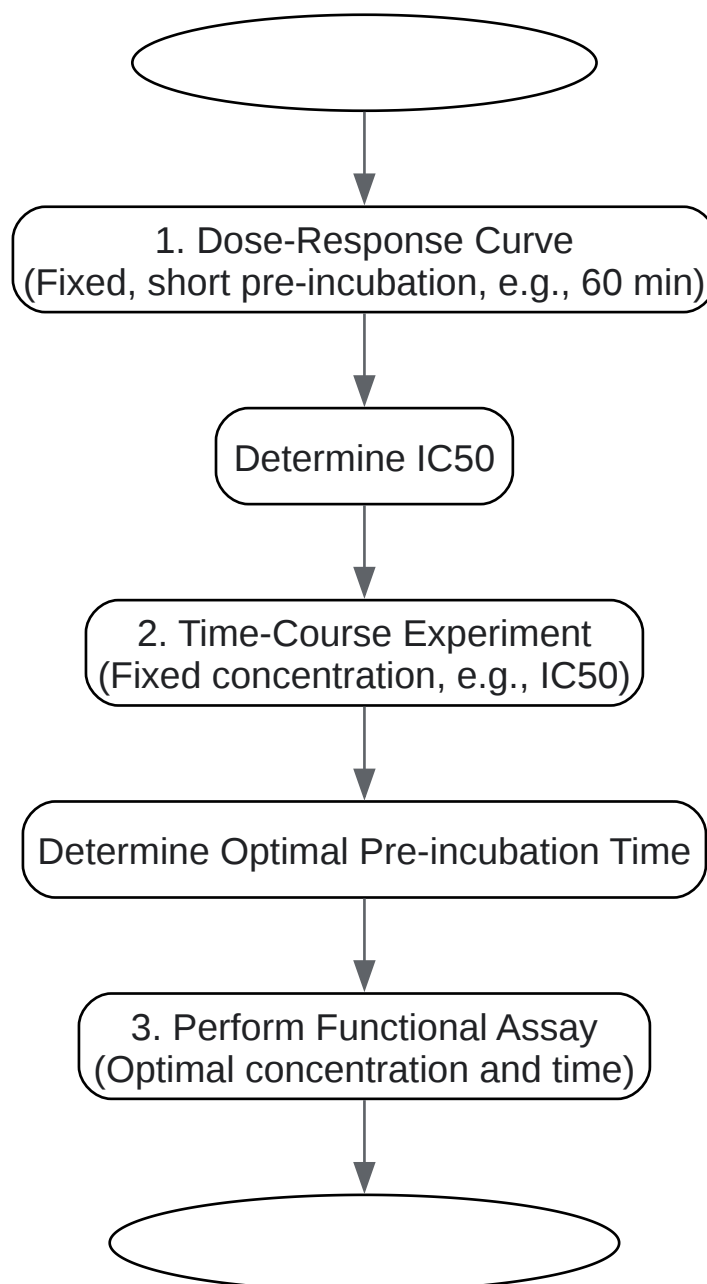 1. Dose-Response Curve
(Fixed, short pre-incubation, e.g., 60 min)
Determine IC50
2. Time-Course Experiment
(Fixed concentration, e.g., IC50)
Determine Optimal Pre-incubation Time
3. Perform Functional Assay
(Optimal concentration and time)